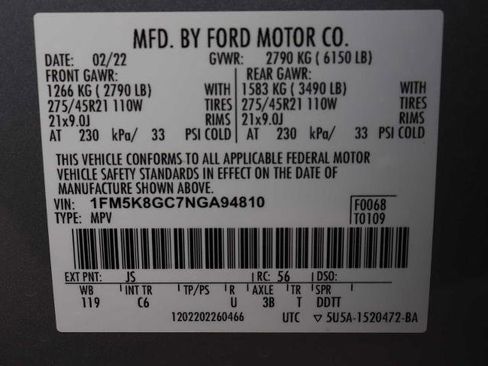 MFD. BY FORD MOTOR CO.
DATE: 02/22 GVWR: 2790 KG ( 6150 LB)
FRONT GAWR: REAR GAWR:
1266 KG ( 2790 LB) WITH 1583 KG ( 3490 LB) WITH
275/45R21 110W TIRES 275/45R21 110W TIRES
21x9.0J RIMS 21x9.0J RIMS
AT 230 kPa/ 33 PSI COLD AT 230 kPa/ 33 PSI COLD
THIS VEHICLE CONFORMS TO ALL APPLICABLE FEDERAL MOTOR
VEHICLE SAFETY STANDARDS IN EFFECT ON THE DATE OF
MANUFACTURE SHOWN ABOVE.
VIN: 1FM5K8GC7NGA94810 F0068
TYPE: MPV T0109
EXT PNT: JS RC: 56 DSO:
WB INT TR TP/PS R AXLE TR SPR
119 C6 U 3B T DDTT
1202202260466 UTC ▽ 5U5A-1520472-BA